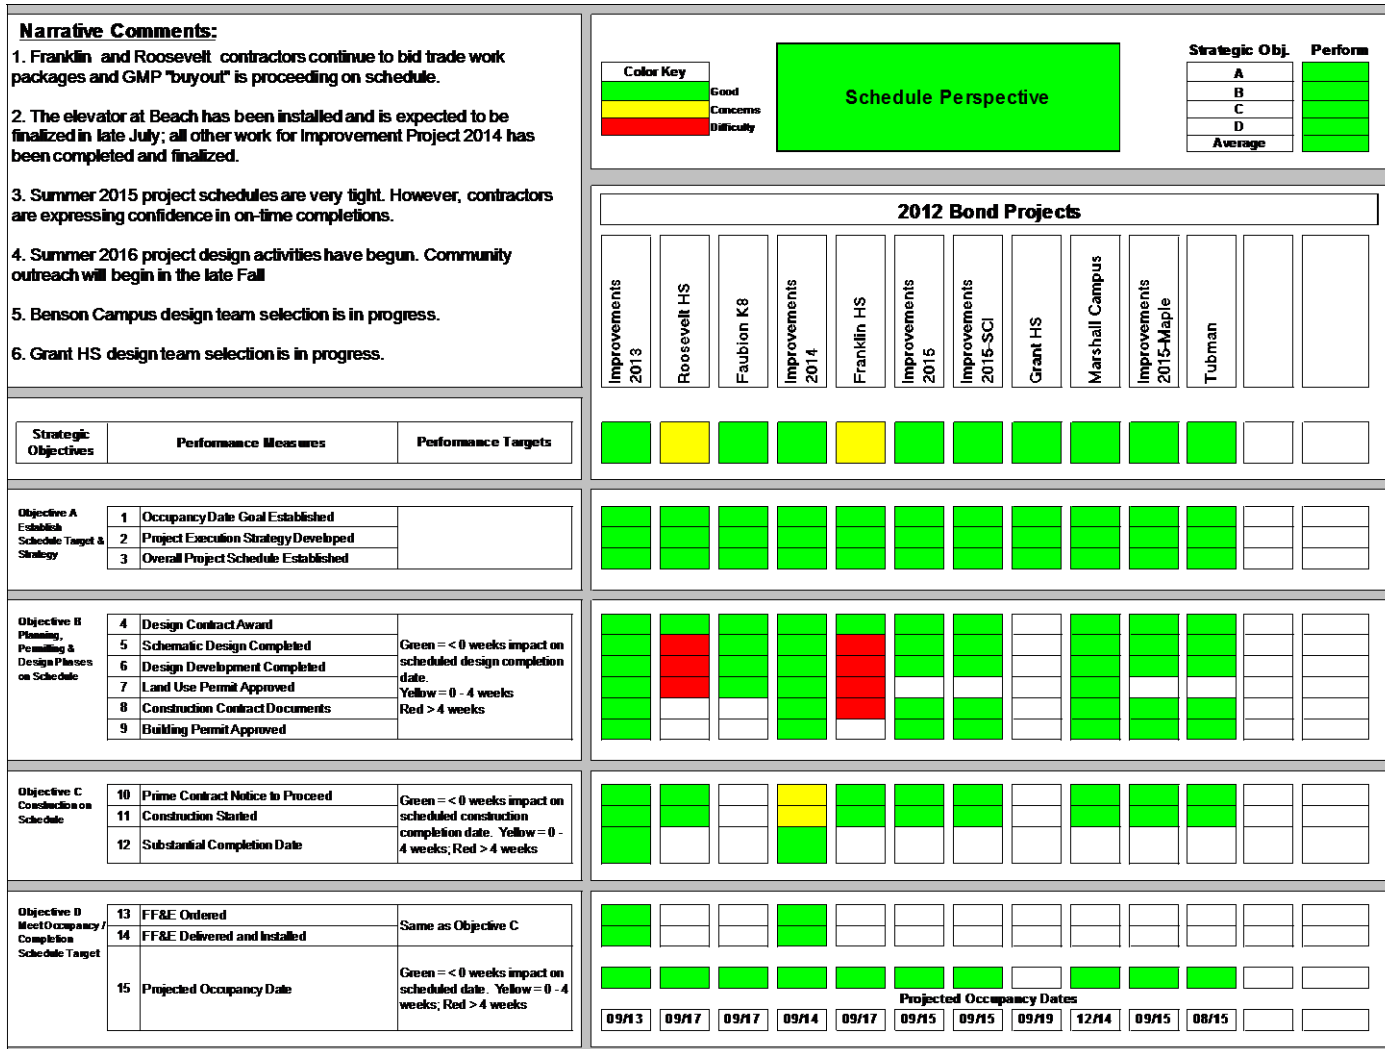 Narrative Comments:
1. Franklin and Roosevelt contractors continue to bid trade work
packages and GMP "buyout" is proceeding on schedule.
2. The elevator at Beach has been installed and is expected to be
finalized in late July; all other work for Improvement Project 2014 has
been completed and finalized.
3. Summer 2015 project schedules are very tight. However, contractors
are expressing confidence in on-time completions.
4. Summer 2016 project design activities have begun. Community
outreach will begin in the late Fall
5. Benson Campus design team selection is in progress.
6. Grant HS design team selection is in progress.
Color Key
Good
Concerns
Difficulty
Schedule Perspective
Strategic Obj. Perform
A
B
C
D
Average
2012 Bond Projects
Improvements
2013
Roosevelt HS
Faubion K8
Improvements
2014
Franklin HS
Improvements
2015
Improvements
2015-SCI
Grant HS
Marshall Campus
Improvements
2015-Maple
Tubman
Strategic
Objectives
Performance Measures
Performance Targets
Objective A
Establish
Schedule Target &
Strategy
1 Occupancy Date Goal Established
2 Project Execution Strategy Developed
3 Overall Project Schedule Established
Objective B
Planning,
Permitting &
Design Phases
on Schedule
4 Design Contract Award
5 Schematic Design Completed
6 Design Development Completed
7 Land Use Permit Approved
8 Construction Contract Documents
9 Building Permit Approved
Green = < 0 weeks impact on
scheduled design completion
date.
Yellow = 0 - 4 weeks
Red > 4 weeks
Objective C
Construction on
Schedule
10 Prime Contract Notice to Proceed
11 Construction Started
12 Substantial Completion Date
Green = < 0 weeks impact on
scheduled construction
completion date. Yellow = 0 -
4 weeks; Red > 4 weeks
Objective D
Meet Occupancy /
Completion
Schedule Target
13 FF&E Ordered
14 FF&E Delivered and Installed
Same as Objective C
15 Projected Occupancy Date
Green = < 0 weeks impact on
scheduled date. Yellow = 0 - 4
weeks; Red > 4 weeks
Projected Occupancy Dates
09/13 09/17 09/17 09/14 09/17 09/15 09/15 09/19 12/14 09/15 08/15